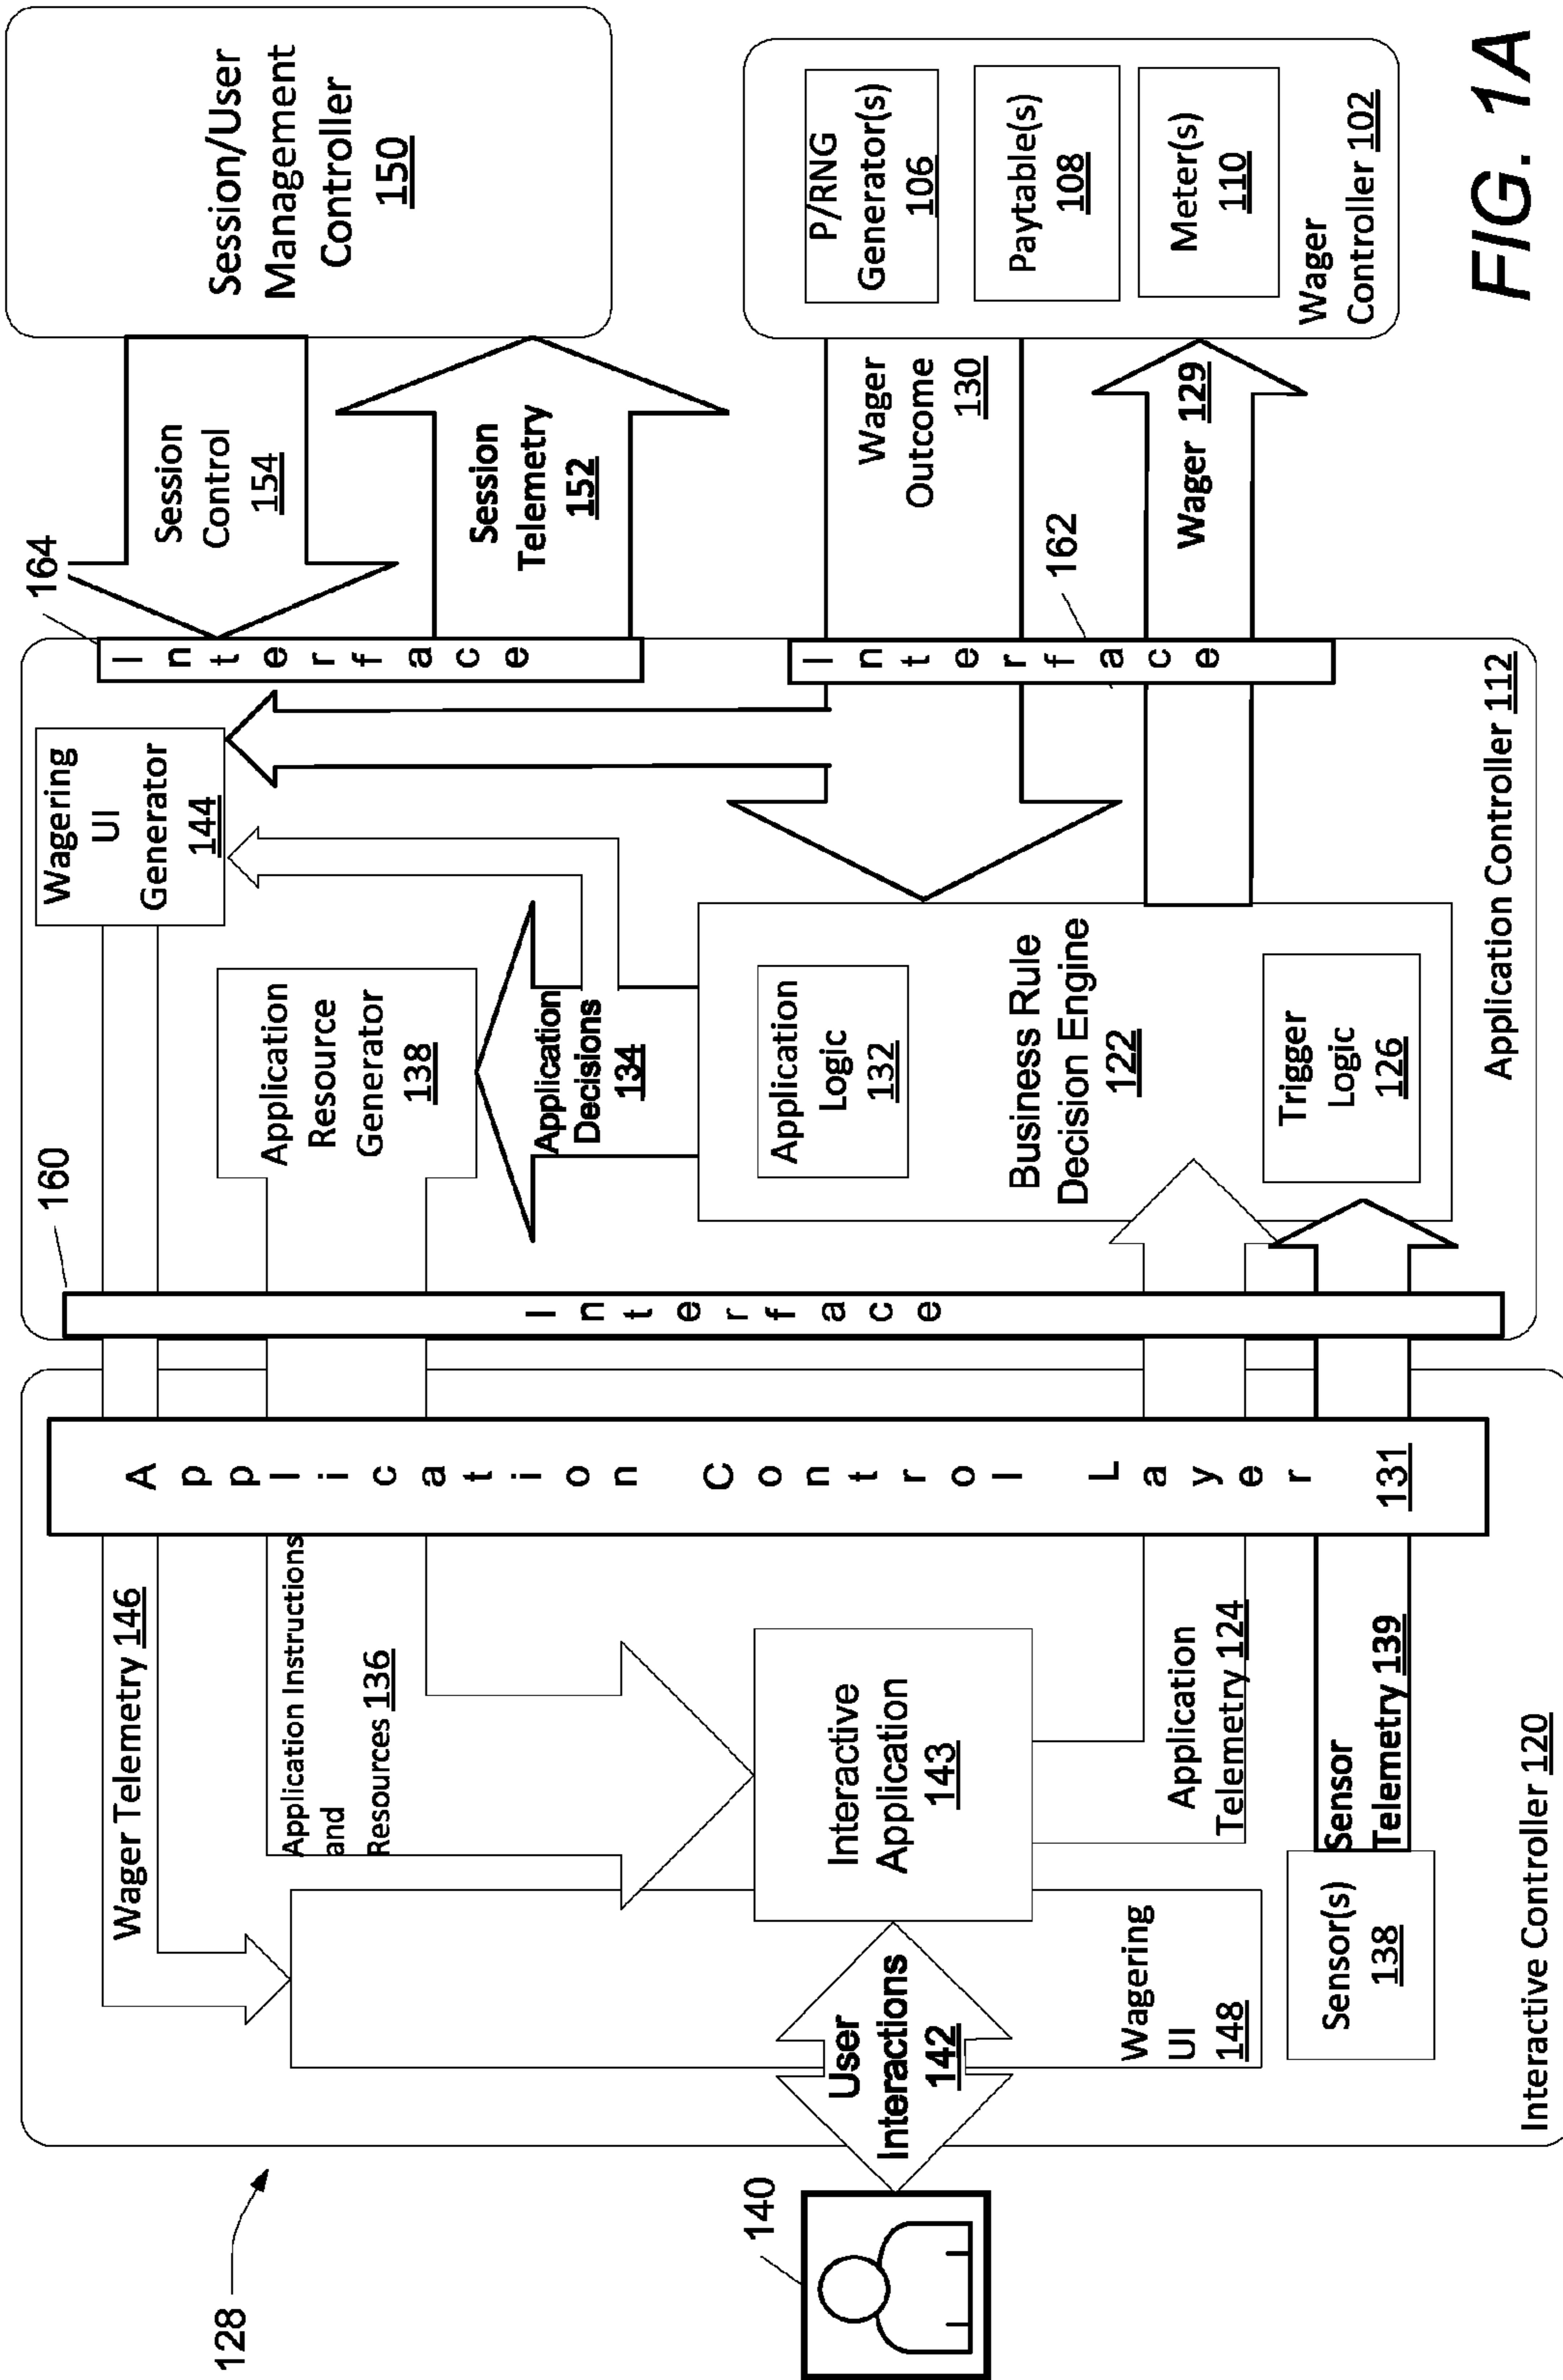 128
140
User
Interactions
142
Wager Telemetry 146
Application Instructions
and
Resources 136
Interactive
Application
143
Application
Telemetry 124
Wagering
UI
148
Sensor(s)
138
Sensor
Telemetry 139
Interactive Controller 120
Application Control Layer 131
160
Interface
Wagering
UI
Generator
144
Application
Resource
Generator
138
Application
Decisions
134
Application
Logic
132
Business Rule
Decision Engine
122
Trigger
Logic
126
Application Controller 112
164
Interface
Interface
162
Session
Control
154
Session
Telemetry
152
Wager
Outcome
130
Wager 129
Session/User
Management
Controller
150
P/RNG
Generator(s)
106
Paytable(s)
108
Meter(s)
110
Wager
Controller 102
FIG. 1A